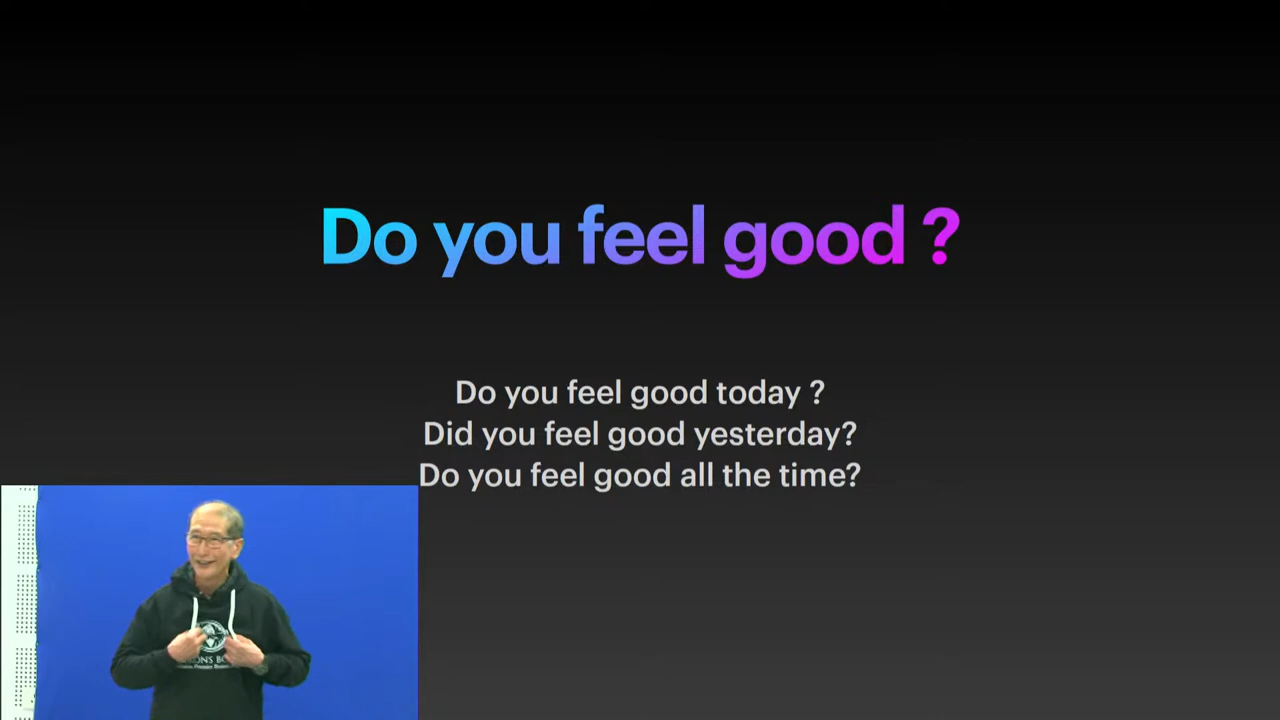 Do you feel good ?
Do you feel good today ?
Did you feel good yesterday?
Do you feel good all the time?